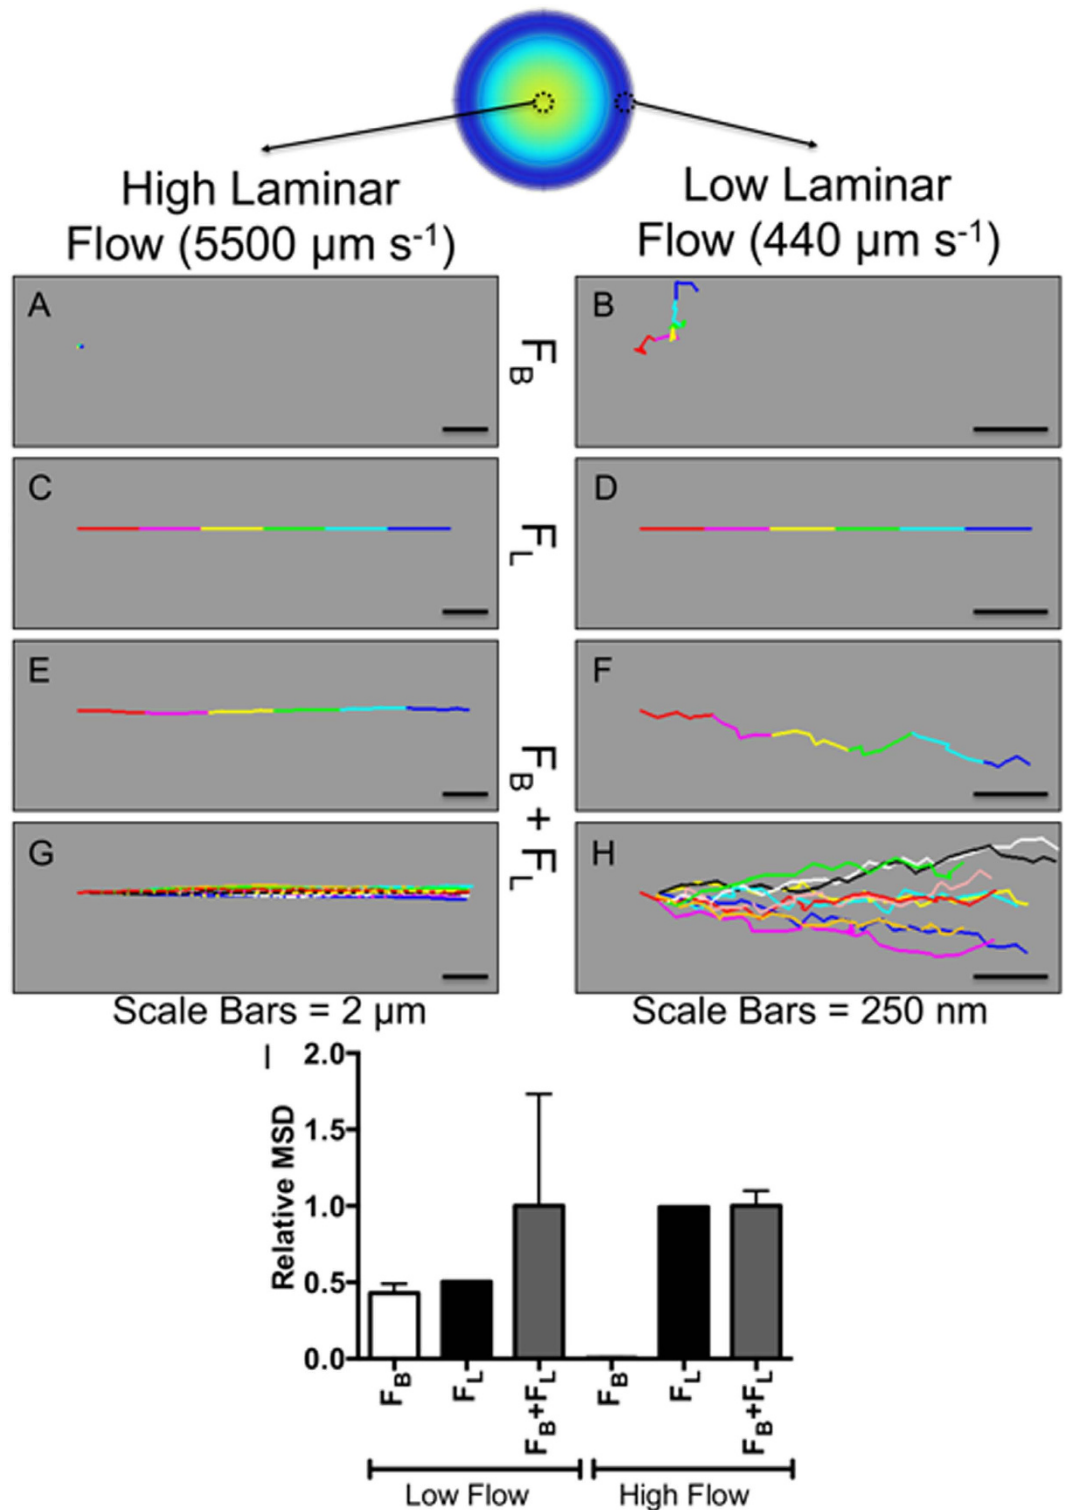 High Laminar
Flow (5500 µm s-1)
Low Laminar
Flow (440 µm s-1)
A
B
FB
C
D
FL
E
F
FB + FL
G
H
Scale Bars = 2 µm
Scale Bars = 250 nm
I
2.0
1.5
1.0
0.5
0.0
Relative MSD
FB
FL
FB+FL
FB
FL
FB+FL
Low Flow
High Flow